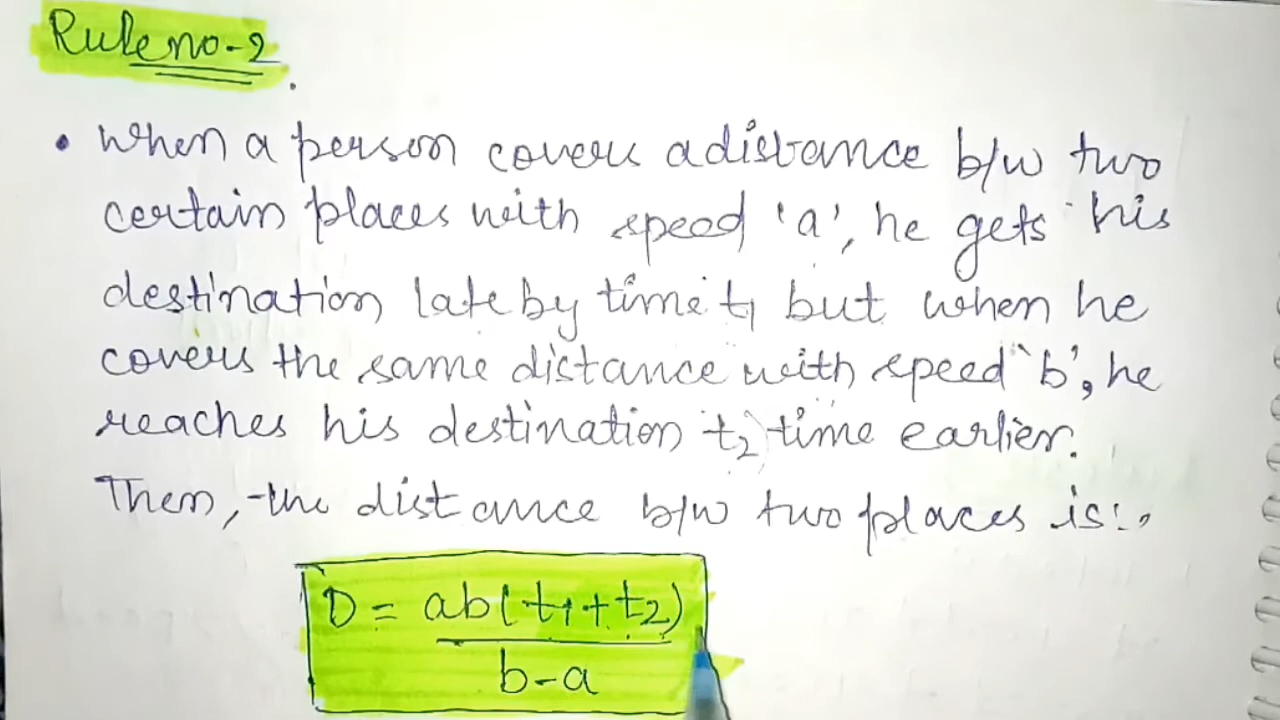 Rule no-2
• When a person covers a distance b/w two
certain places with speed 'a', he gets his
destination late by time t₁ but when he
covers the same distance with speed 'b', he
reaches his destination t₂ time earlier.
Then, the distance b/w two places is:,
D = ab(t₁+t₂)
b-a